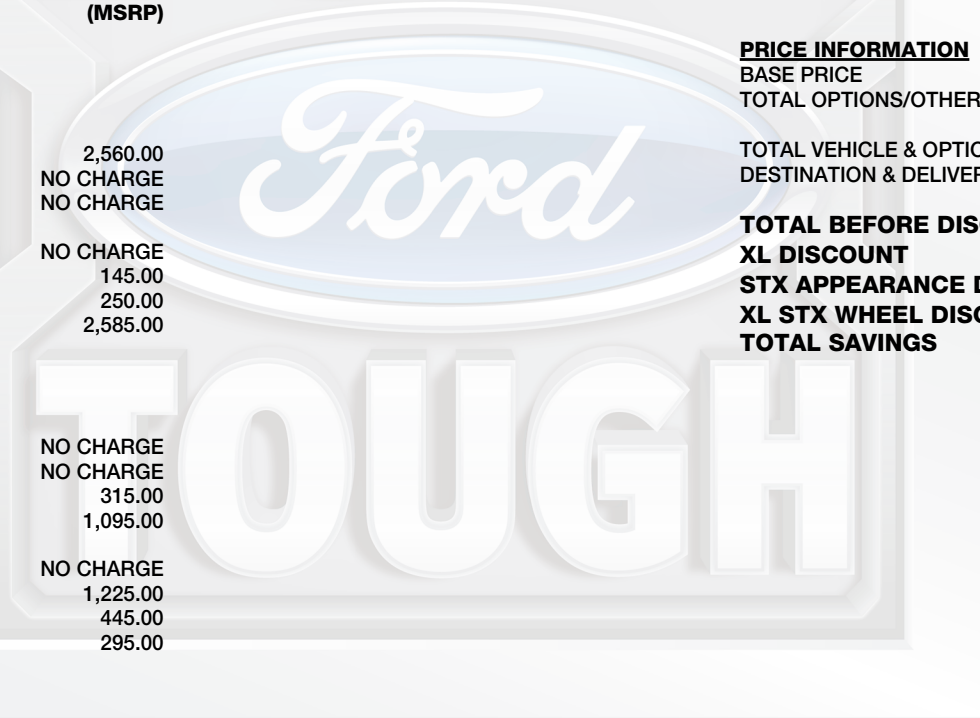 (MSRP)
2,560.00
NO CHARGE
NO CHARGE
NO CHARGE
145.00
250.00
2,585.00
NO CHARGE
NO CHARGE
315.00
1,095.00
NO CHARGE
1,225.00
445.00
295.00
Ford
TOUGH
PRICE INFORMATION
BASE PRICE
TOTAL OPTIONS/OTHER
TOTAL VEHICLE & OPTIO
DESTINATION & DELIVER
TOTAL BEFORE DISC
XL DISCOUNT
STX APPEARANCE D
XL STX WHEEL DISC
TOTAL SAVINGS